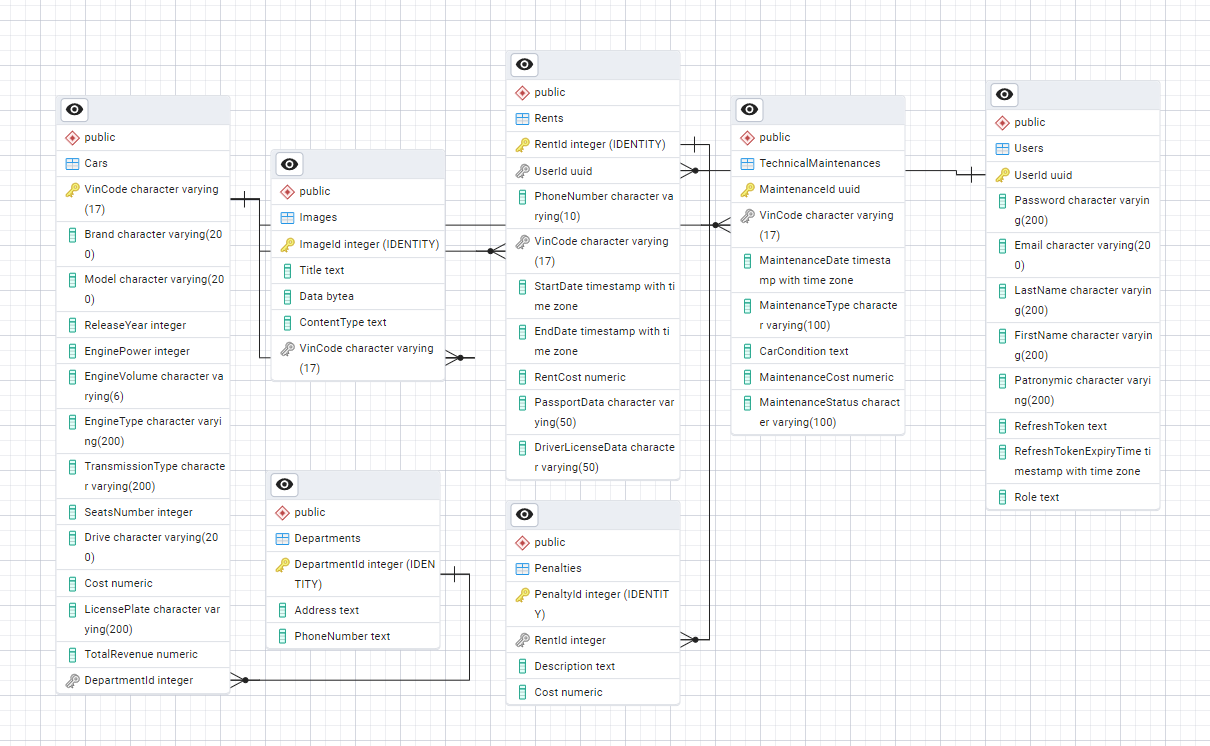 public
Cars
VinCode character varying
(17)
Brand character varying(20
0)
Model character varying(20
0)
ReleaseYear integer
EnginePower integer
EngineVolume character va
rying(6)
EngineType character varyi
ng(200)
TransmissionType characte
r varying(200)
SeatsNumber integer
Drive character varying(20
0)
Cost numeric
LicensePlate character var
ying(200)
TotalRevenue numeric
DepartmentId integer
public
Images
ImageId integer (IDENTITY)
Title text
Data bytea
ContentType text
VinCode character varying
(17)
public
Departments
DepartmentId integer (IDEN
TITY)
Address text
PhoneNumber text
public
Rents
RentId integer (IDENTITY)
UserId uuid
PhoneNumber character va
rying(10)
VinCode character varying
(17)
StartDate timestamp with ti
me zone
EndDate timestamp with ti
me zone
RentCost numeric
PassportData character var
ying(50)
DriverLicenseData characte
r varying(50)
public
Penalties
PenaltyId integer (IDENTIT
Y)
RentId integer
Description text
Cost numeric
public
TechnicalMaintenances
MaintenanceId uuid
VinCode character varying
(17)
MaintenanceDate timesta
mp with time zone
MaintenanceType characte
r varying(100)
CarCondition text
MaintenanceCost numeric
MaintenanceStatus charact
er varying(100)
public
Users
UserId uuid
Password character varyin
g(200)
Email character varying(20
0)
LastName character varyin
g(200)
FirstName character varyin
g(200)
Patronymic character varyi
ng(200)
RefreshToken text
RefreshTokenExpiryTime ti
mestamp with time zone
Role text